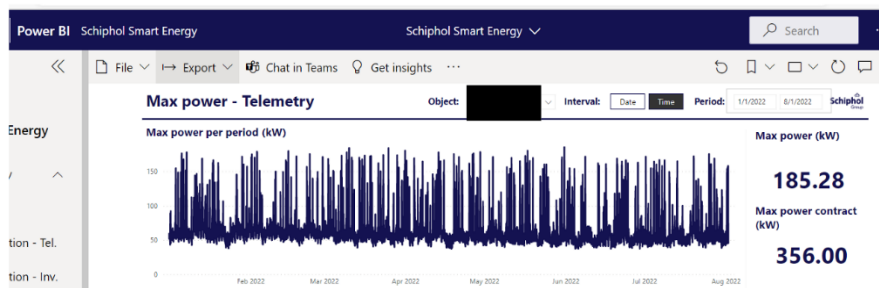 Power BI Schiphol Smart Energy Schiphol Smart Energy Search
File Export Chat in Teams Get insights ...
Max power - Telemetry Object: Interval: Date Time Period: 1/1/2022 8/1/2022 Schiphol
Group
Max power per period (kW)
Max power (kW)
185.28
Max power contract
(kW)
356.00
Energy
tion - Tel.
tion - Inv.
150
100
50
0
Feb 2022 Mar 2022 Apr 2022 May 2022 Jun 2022 Jul 2022 Aug 2022